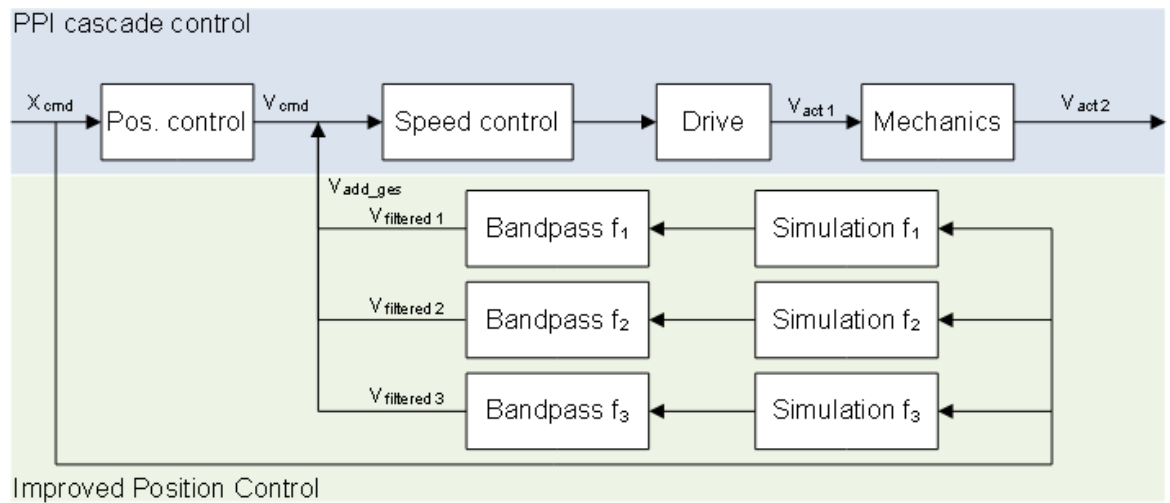 PPI cascade control
X cmd
Pos. control
V cmd
Speed control
Drive
V act 1
Mechanics
V act 2
V add_ges
V filtered 1
Bandpass f₁
Simulation f₁
V filtered 2
Bandpass f₂
Simulation f₂
V filtered 3
Bandpass f₃
Simulation f₃
Improved Position Control